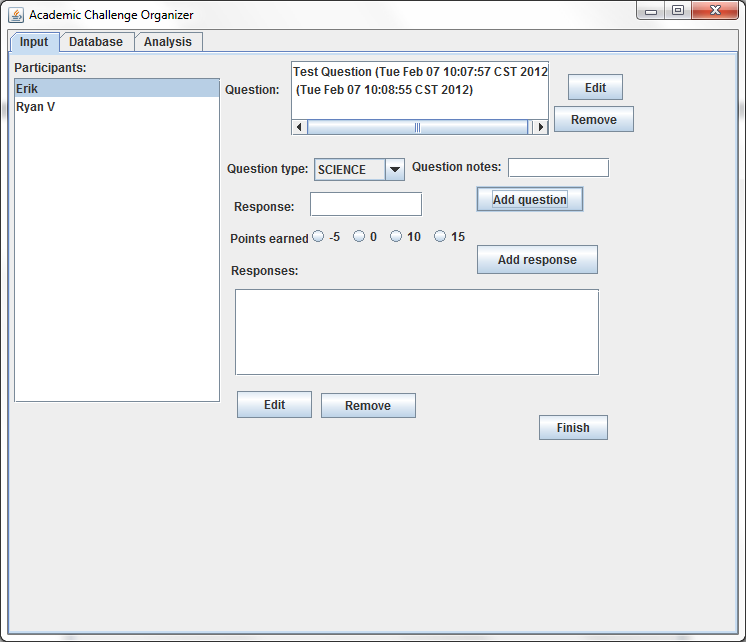 Academic Challenge Organizer
Input Database Analysis
Participants:
Erik
Ryan V
Question:
Test Question (Tue Feb 07 10:07:57 CST 2012
(Tue Feb 07 10:08:55 CST 2012)
Edit
Remove
Question type: SCIENCE Question notes:
Response: Add question
Points earned -5 0 10 15
Add response
Responses:
Edit Remove
Finish